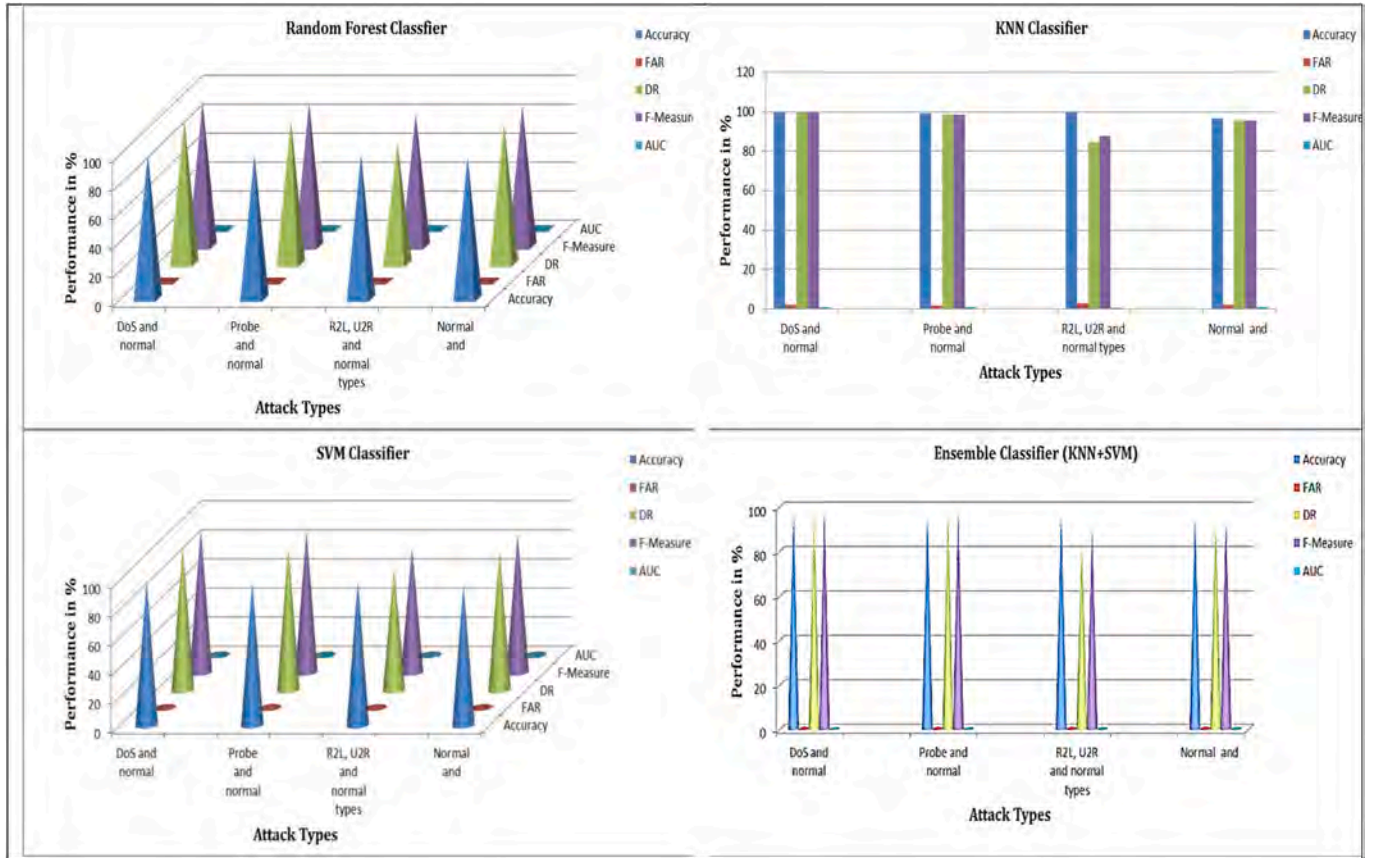 Random Forest Classfier
Accuracy
FAR
DR
F-Measure
AUC
Performance in %
100
80
60
40
20
0
AUC
F-Measure
DR
FAR
Accuracy
DoS and
normal
Probe
and
normal
R2L, U2R
and
normal
types
Normal
and
Attack Types
KNN Classifier
Accuracy
FAR
DR
F-Measure
AUC
Performance in %
120
100
80
60
40
20
0
DoS and
normal
Probe and
normal
R2L, U2R and
normal types
Normal and
Attack Types
SVM Classifier
Accuracy
FAR
DR
F-Measure
AUC
Performance in %
100
80
60
40
20
0
AUC
F-Measure
DR
FAR
Accuracy
DoS and
normal
Probe
and
normal
R2L, U2R
and
normal
types
Normal
and
Attack Types
Ensemble Classifier (KNN+SVM)
Accuracy
FAR
DR
F-Measure
AUC
Performance in %
100
80
60
40
20
0
DoS and
normal
Probe and
normal
R2L, U2R
and normal
types
Normal and
Attack Types